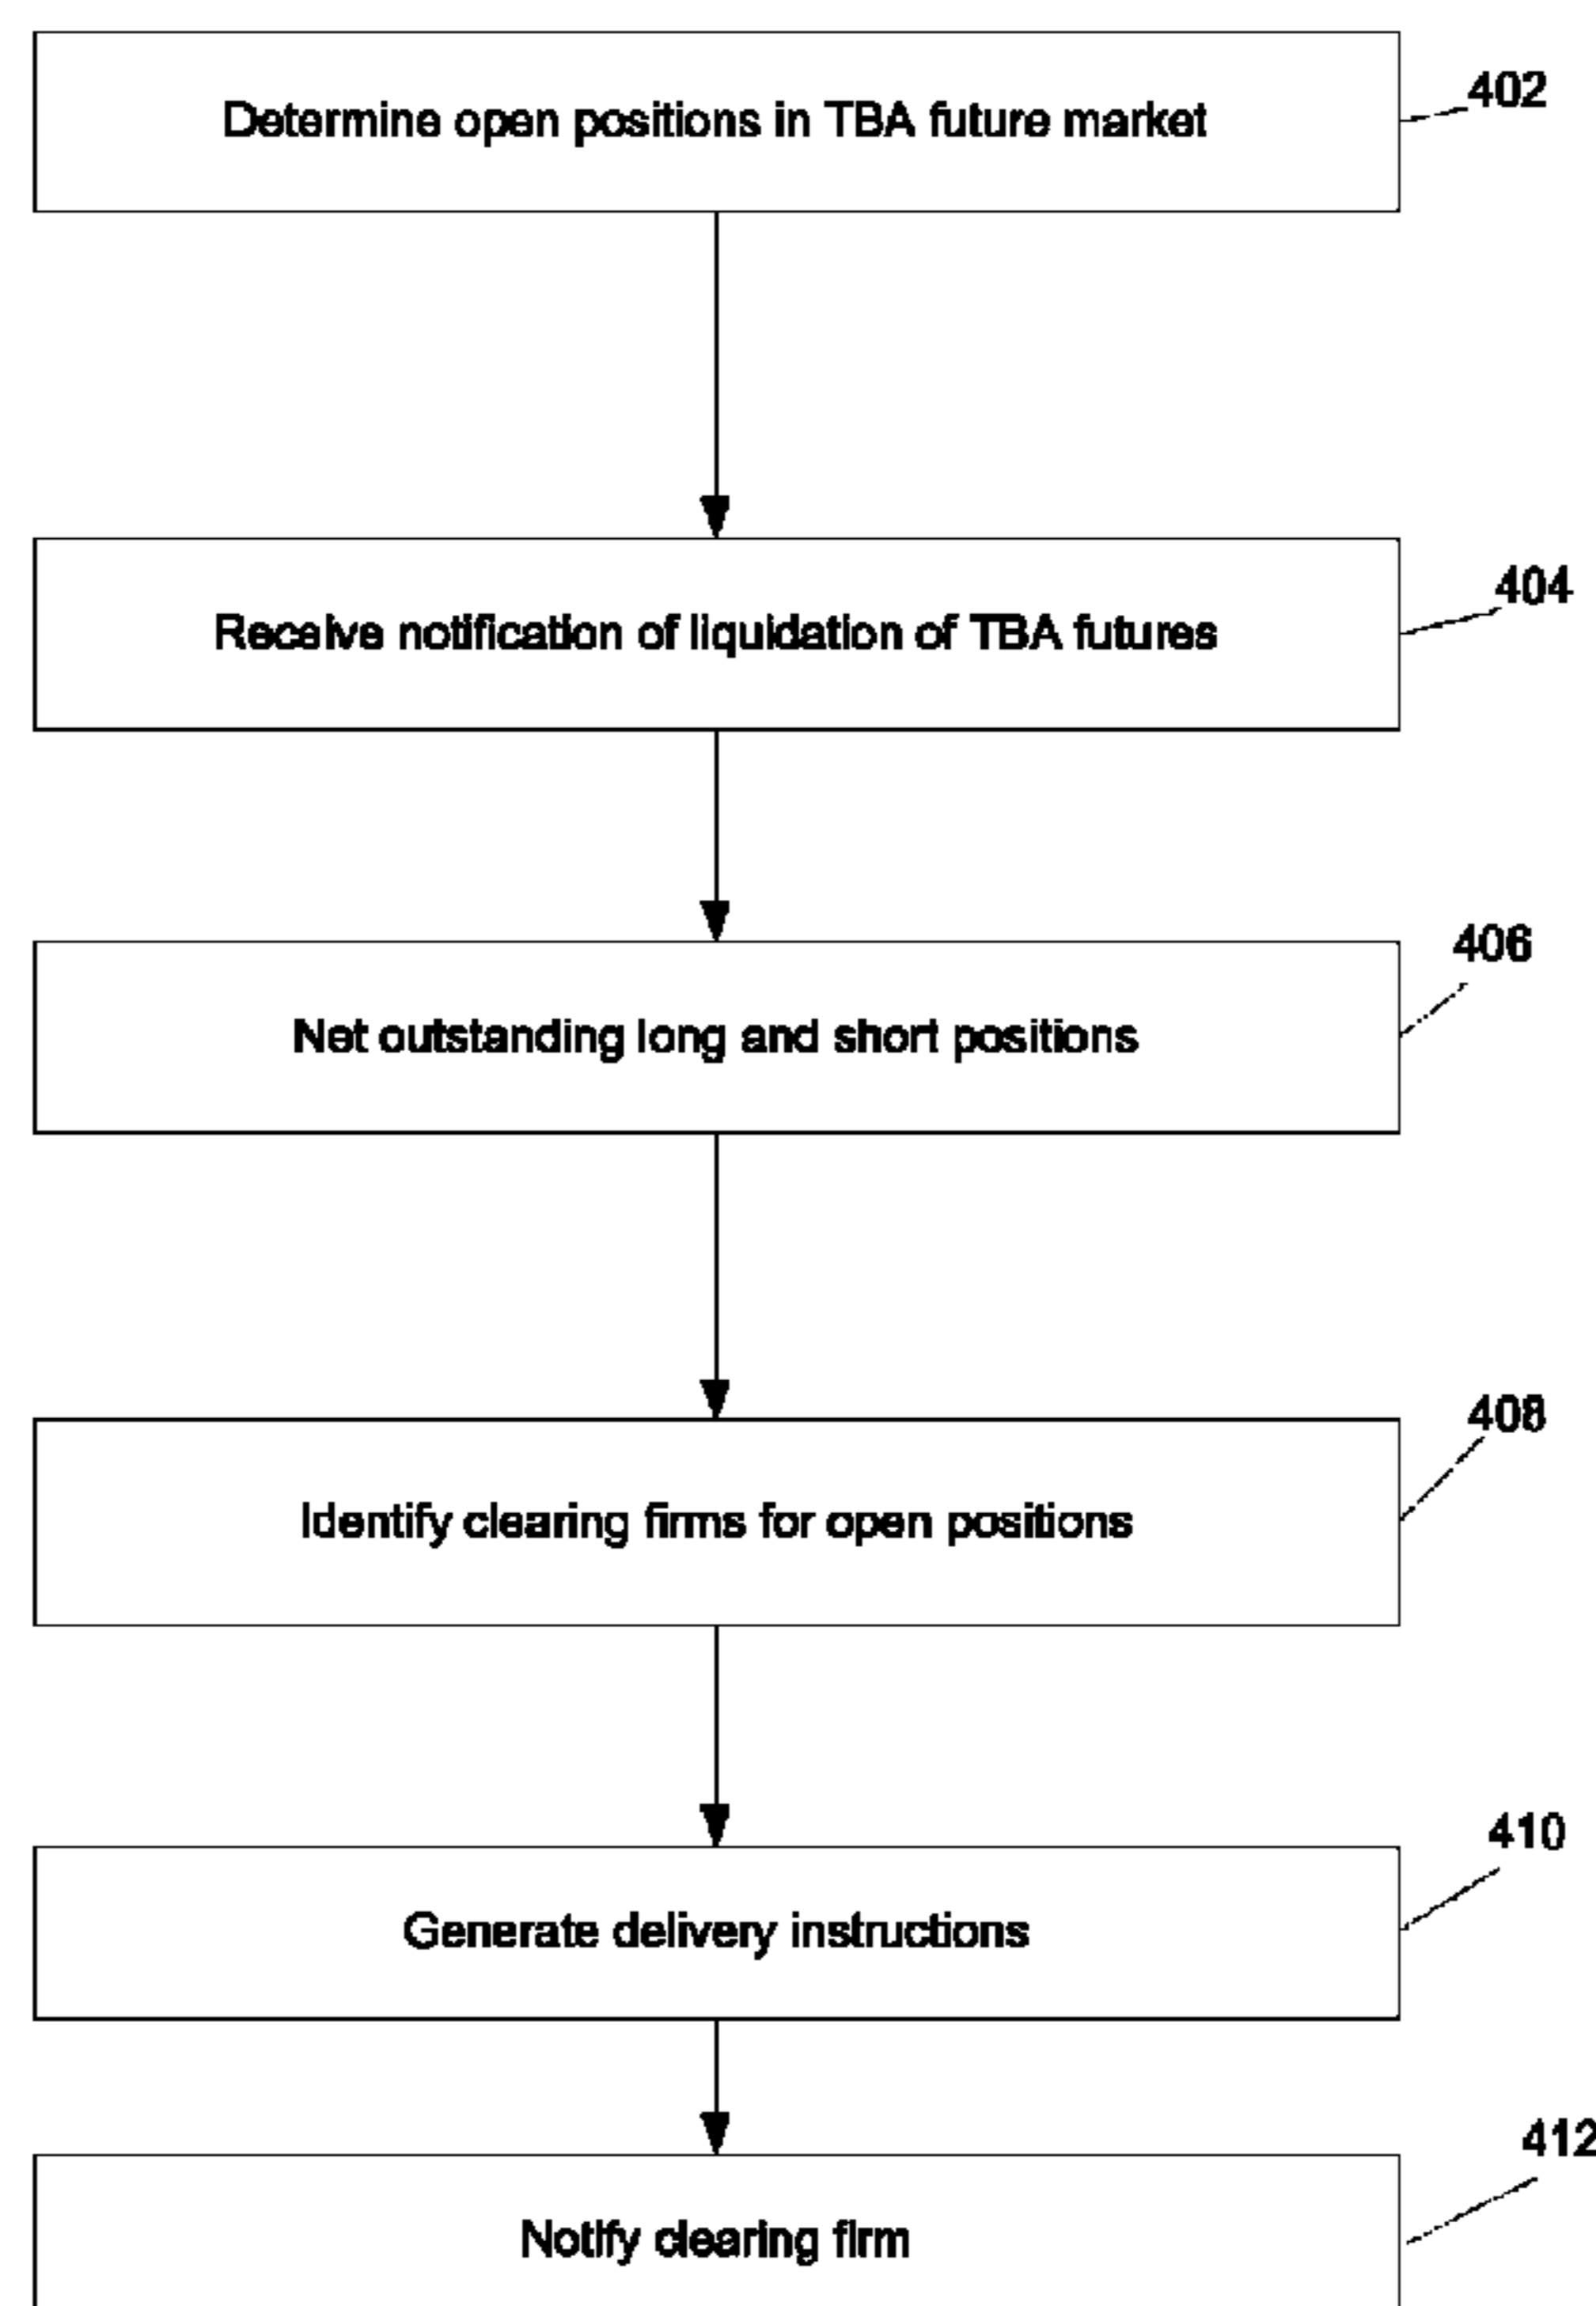 Determine open positions in TBA future market
402
Receive notification of liquidation of TBA futures
404
Net outstanding long and short positions
406
Identify clearing firms for open positions
408
Generate delivery instructions
410
Notify clearing firm
412